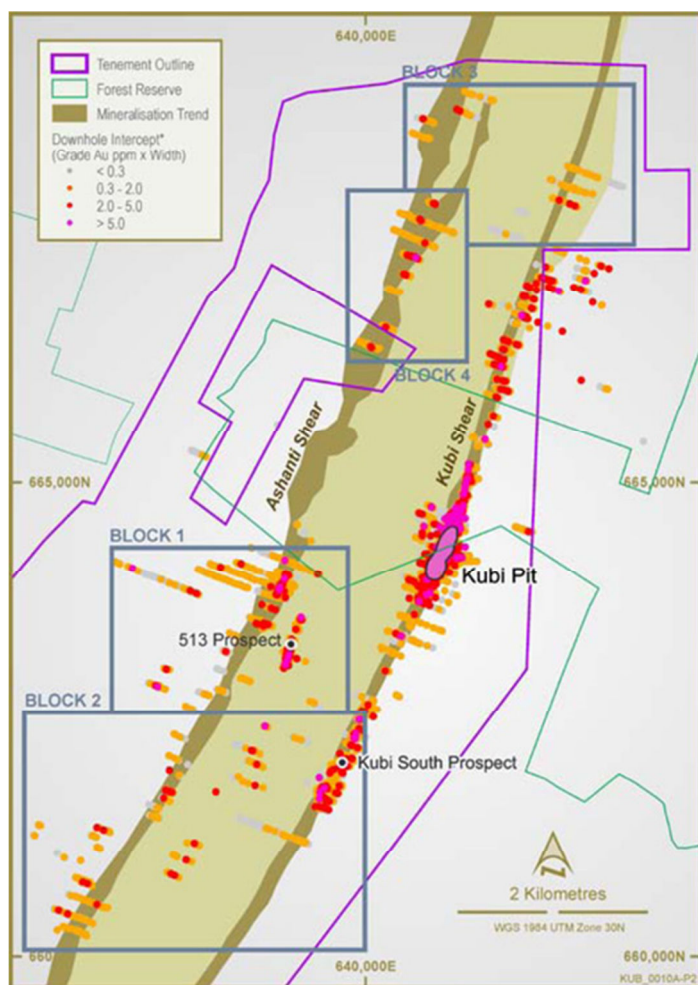 640,000E
Tenement Outline
Forest Reserve
Mineralisation Trend
Downhole Intercept*
(Grade Au ppm x Width)
< 0.3
0.3 - 2.0
2.0 - 5.0
> 5.0
BLOCK 3
BLOCK 4
Ashanti Shear
Kubi Shear
665,000N
665,000N
BLOCK 1
Kubi Pit
513 Prospect
BLOCK 2
Kubi South Prospect
N
2 Kilometres
WGS 1984 UTM Zone 30N
660,000N
640,000E
KUB_0010A-P2